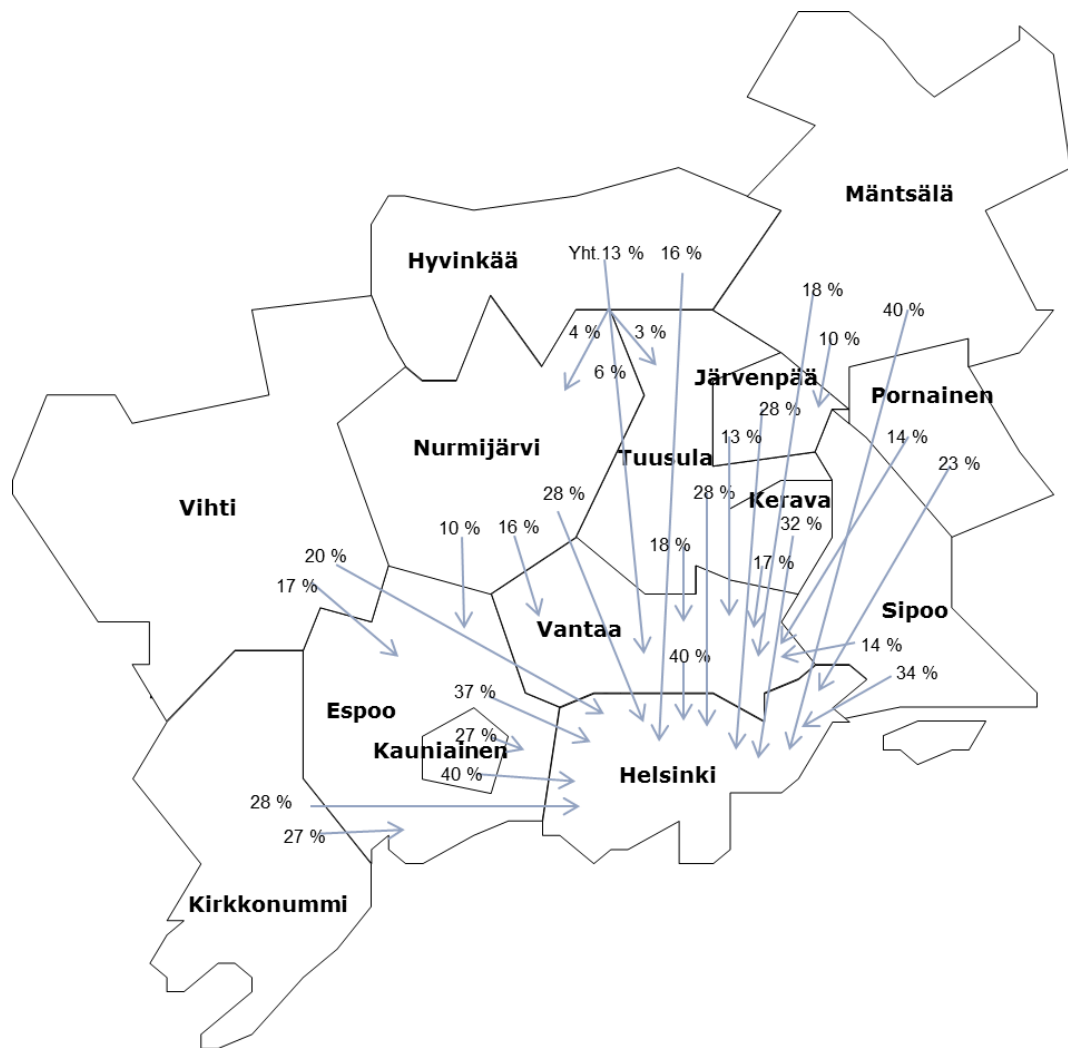 Mäntsälä
Hyvinkää
Yht.13 %
16 %
18 %
40 %
4 %
3 %
10 %
6 %
Järvenpää
Pornainen
28 %
13 %
14 %
Nurmijärvi
Tuusula
23 %
28 %
28 %
Kerava
Vihti
10 %
16 %
32 %
20 %
18 %
17 %
17 %
Sipoo
Vantaa
14 %
40 %
34 %
37 %
Espoo
27 %
Kauniainen
40 %
Helsinki
28 %
27 %
Kirkkonummi